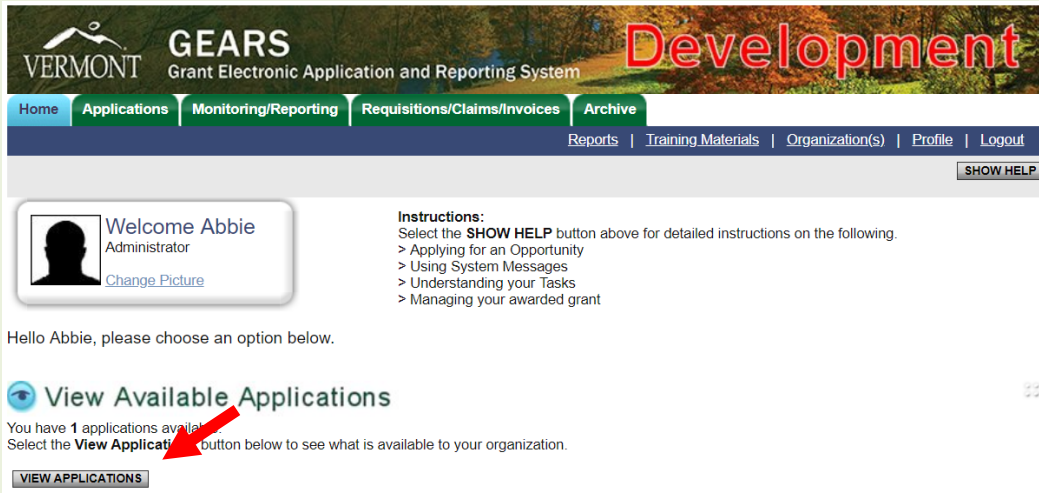 VERMONT
GEARS
Grant Electronic Application and Reporting System
Development
Home Applications Monitoring/Reporting Requisitions/Claims/Invoices Archive
Reports | Training Materials | Organization(s) | Profile | Logout
SHOW HELP
Welcome Abbie
Administrator
Change Picture
Instructions:
Select the SHOW HELP button above for detailed instructions on the following.
> Applying for an Opportunity
> Using System Messages
> Understanding your Tasks
> Managing your awarded grant
Hello Abbie, please choose an option below.
View Available Applications
You have 1 applications available.
Select the View Applications button below to see what is available to your organization.
VIEW APPLICATIONS